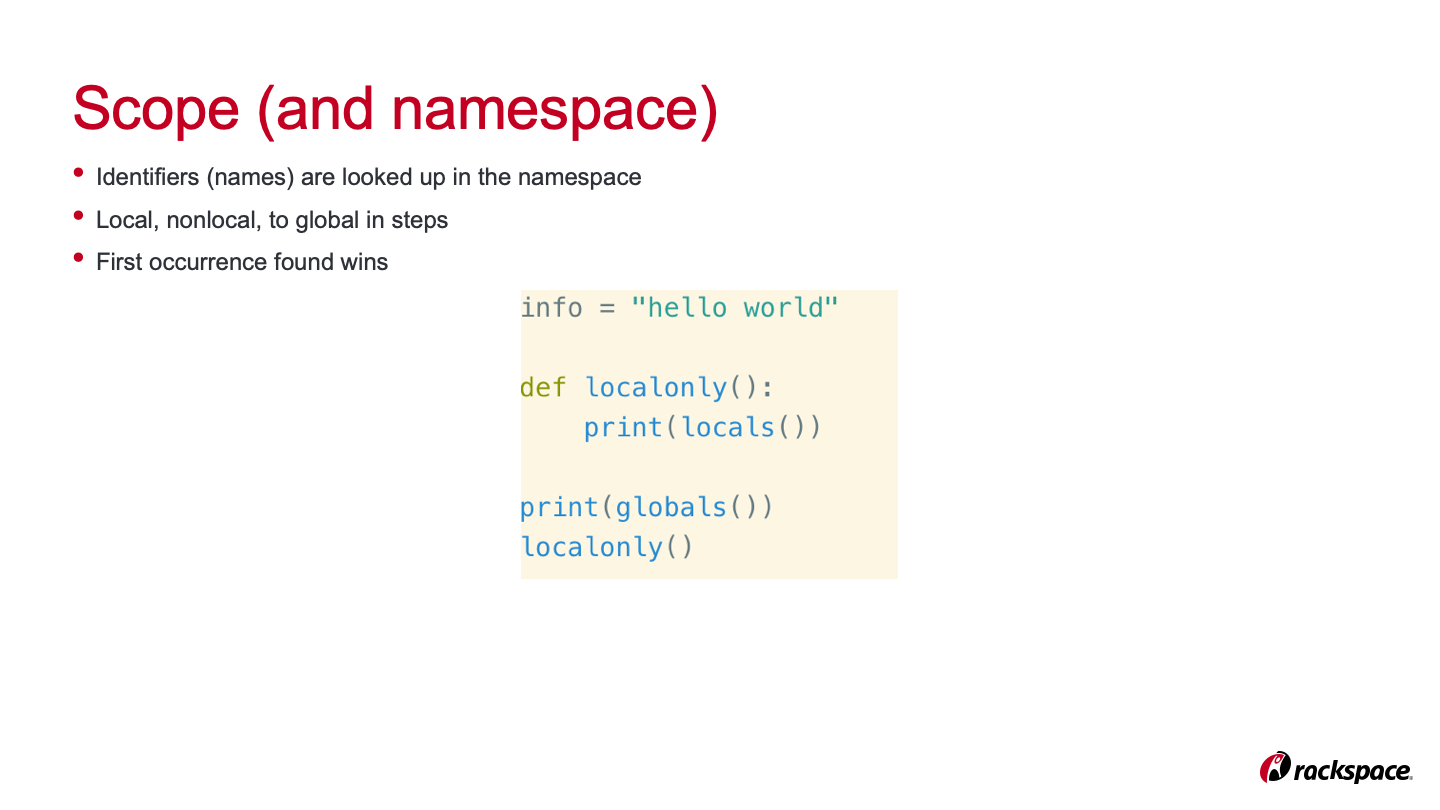 Scope (and namespace)
• Identifiers (names) are looked up in the namespace
• Local, nonlocal, to global in steps
• First occurrence found wins
info = "hello world"
def localonly():
    print(locals())
print(globals())
localonly()
rackspace.